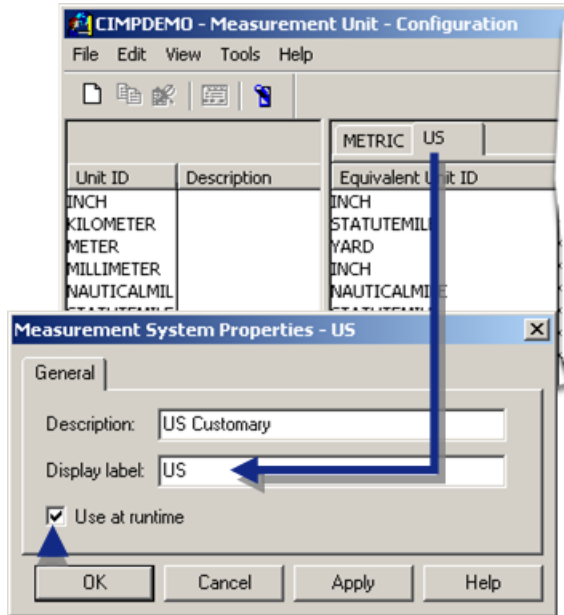 CIMPDEMO - Measurement Unit - Configuration
File Edit View Tools Help
METRIC US
Unit ID Description Equivalent Unit ID
INCH INCH
KILOMETER STATUTEMILE
METER YARD
MILLIMETER INCH
NAUTICALMIL NAUTICALMILE
Measurement System Properties - US
General
Description: US Customary
Display label: US
Use at runtime
OK Cancel Apply Help